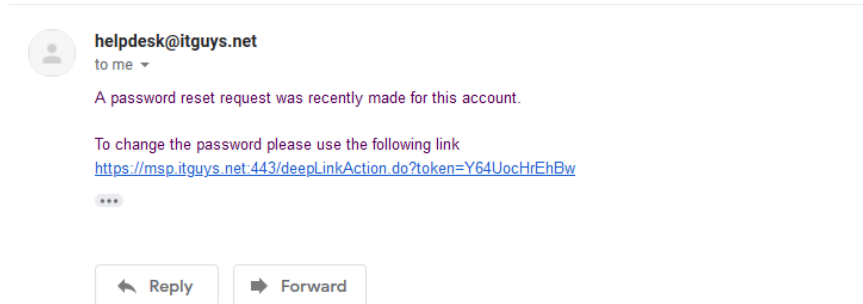 helpdesk@itguys.net
to me
A password reset request was recently made for this account.
To change the password please use the following link
https://msp.itguys.net:443/deepLinkAction.do?token=Y64UocHrEhBw
Reply
Forward